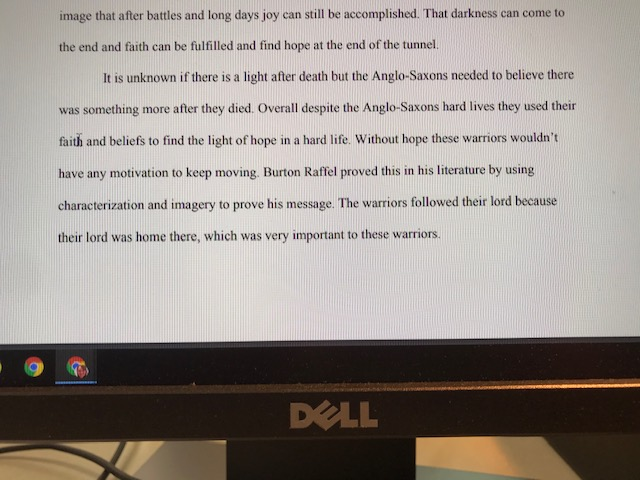 image that after battles and long days joy can still be accomplished. That darkness can come to
the end and faith can be fulfilled and find hope at the end of the tunnel.
It is unknown if there is a light after death but the Anglo-Saxons needed to believe there
was something more after they died. Overall despite the Anglo-Saxons hard lives they used their
faith and beliefs to find the light of hope in a hard life. Without hope these warriors wouldn't
have any motivation to keep moving. Burton Raffel proved this in his literature by using
characterization and imagery to prove his message. The warriors followed their lord because
their lord was home there, which was very important to these warriors.
DELL